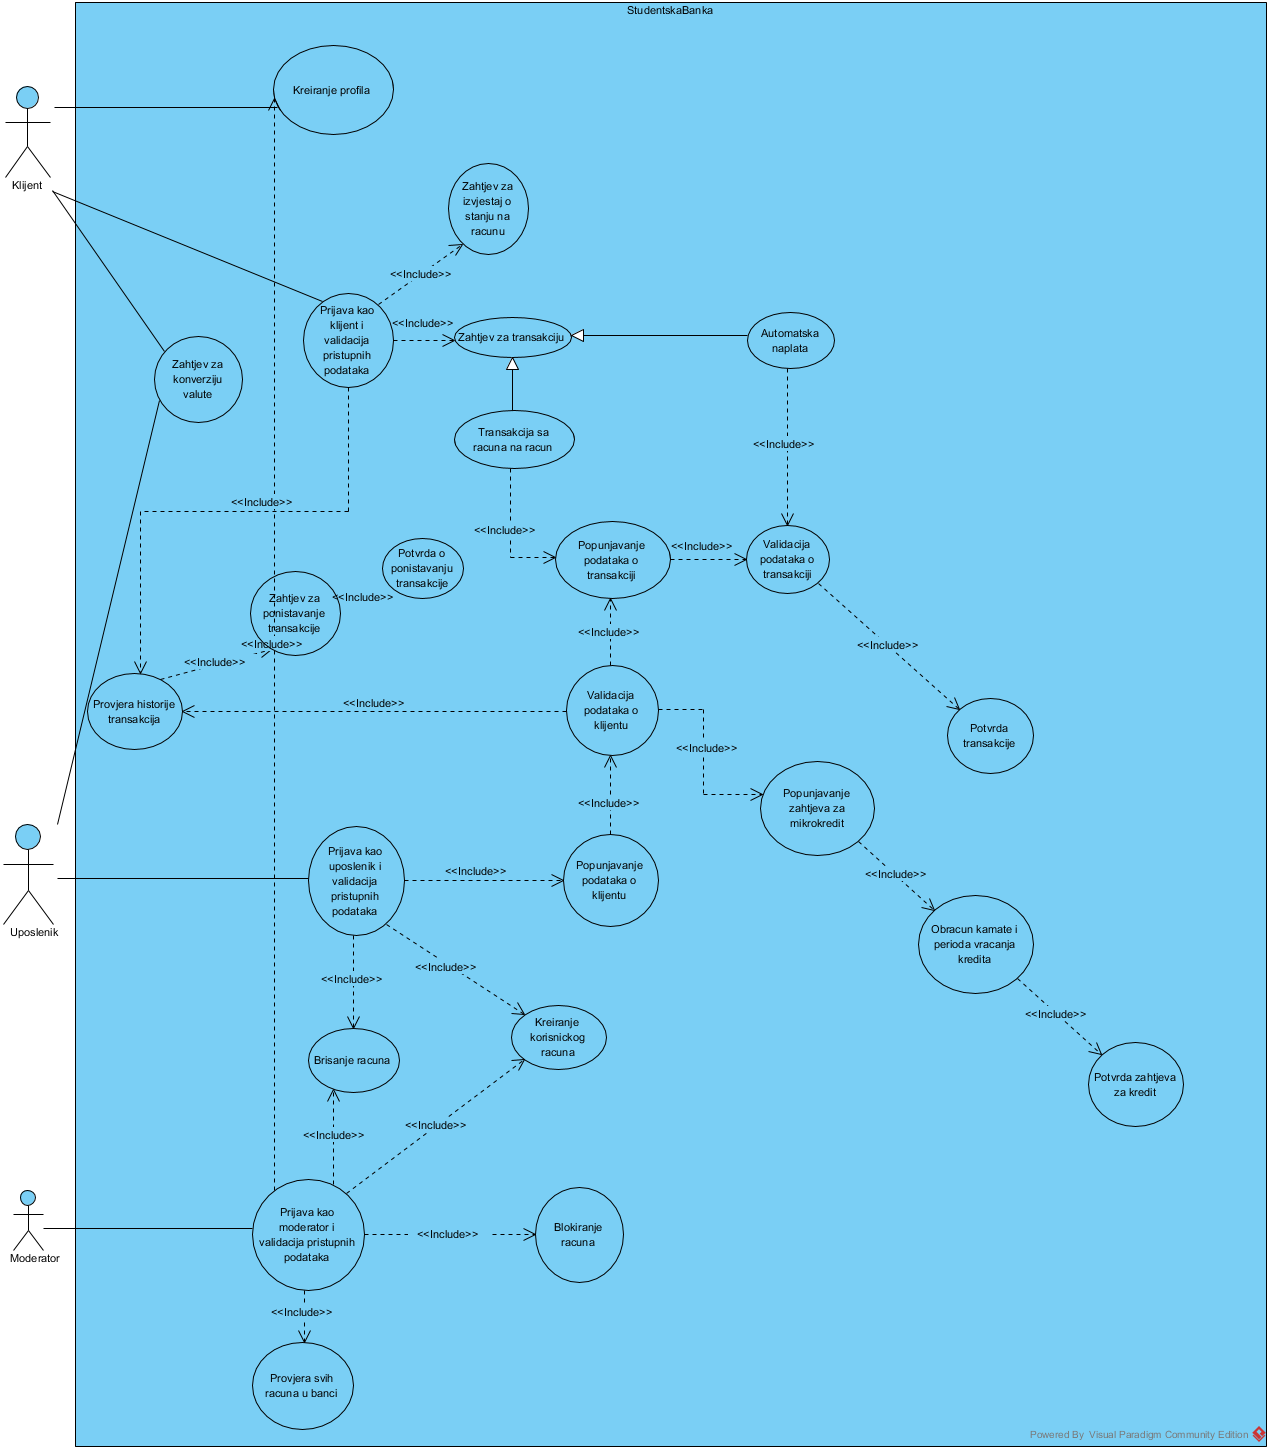 StudentskaBanka
Kreiranje profila
Klijent
Zahtjev za
izvjestaj o
stanju na
racunu
<<Include>>
Prijava kao
klijent i
validacija
pristupnih
podataka
<<Include>>
Zahtjev za transakciju
Automatska
naplata
Zahtjev za
konverziju
valute
Transakcija sa
racuna na racun
<<Include>>
<<Include>>
<<Include>>
Popunjavanje
podataka o
transakciji
<<Include>>
Validacija
podataka o
transakciji
Potvrda o
ponistavanju
transakcije
Zahtjev za
ponistavanje
transakcije
<<Include>>
<<Include>>
<<Include>>
<<Include>>
<<Include>>
Provjera historije
transakcija
<<Include>>
Validacija
podataka o
klijentu
Potvrda
transakcije
<<Include>>
<<Include>>
Popunjavanje
zahtjeva za
mikrokredit
Uposlenik
Prijava kao
uposlenik i
validacija
pristupnih
podataka
<<Include>>
Popunjavanje
podataka o
klijentu
<<Include>>
Obracun kamate i
perioda vracanja
kredita
<<Include>>
<<Include>>
<<Include>>
Kreiranje
korisnickog
racuna
Brisanje racuna
Potvrda zahtjeva
za kredit
<<Include>>
<<Include>>
Moderator
Prijava kao
moderator i
validacija pristupnih
podataka
<<Include>>
Blokiranje
racuna
<<Include>>
Provjera svih
racuna u banci
Powered By Visual Paradigm Community Edition